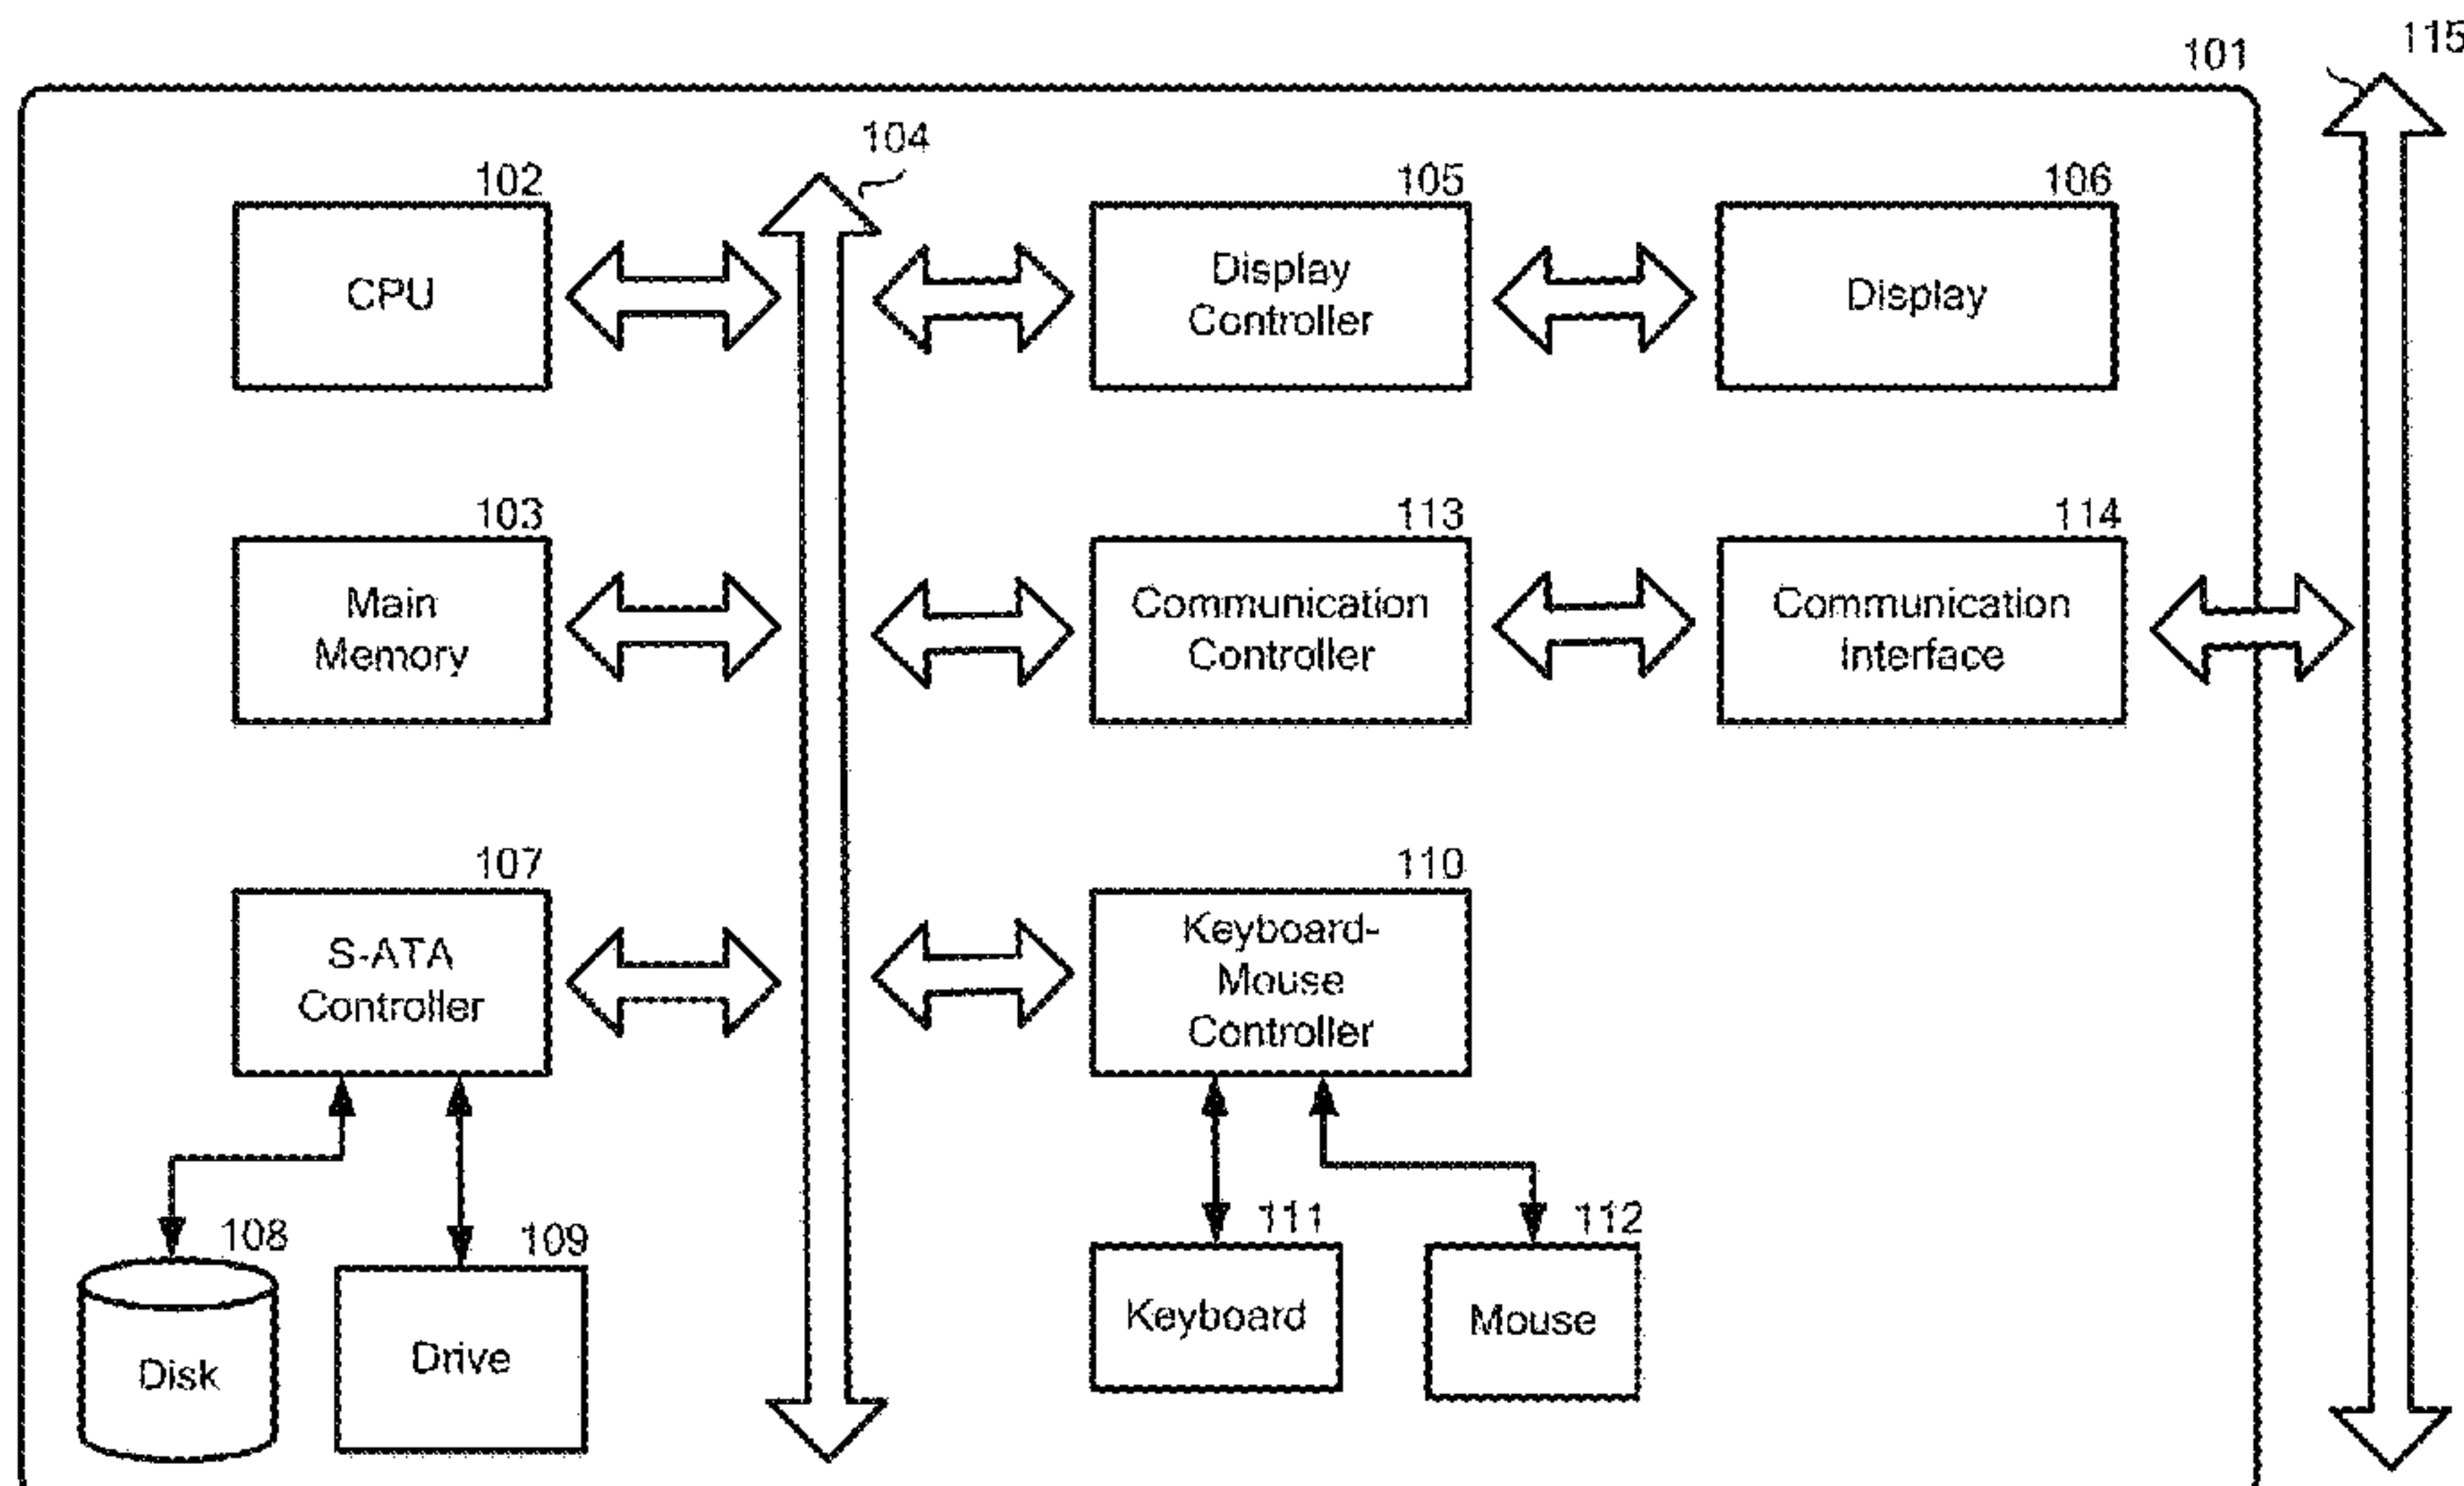 115
101
104
102
CPU
105
Display
Controller
106
Display
103
Main
Memory
113
Communication
Controller
114
Communication
Interface
107
S-ATA
Controller
110
Keyboard-
Mouse
Controller
108
Disk
109
Drive
111
Keyboard
112
Mouse